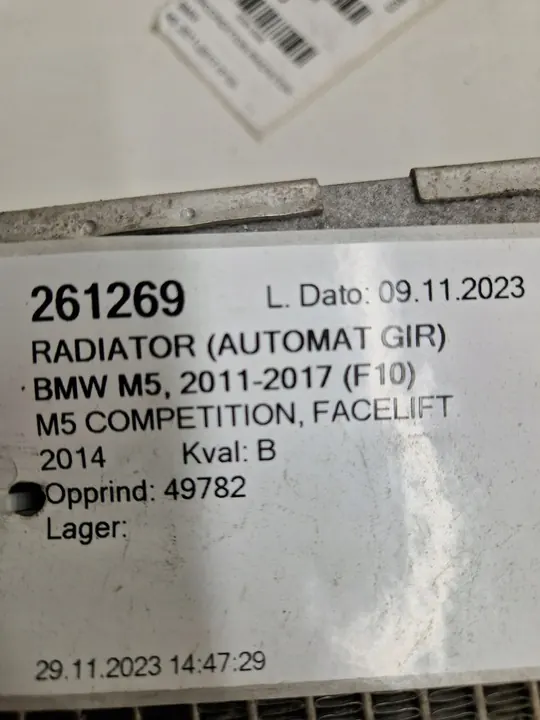 261269 L. Dato: 09.11.2023
RADIATOR (AUTOMAT GIR)
BMW M5, 2011-2017 (F10)
M5 COMPETITION, FACELIFT
2014 Kval: B
Opprind: 49782
Lager:
29.11.2023 14:47:29